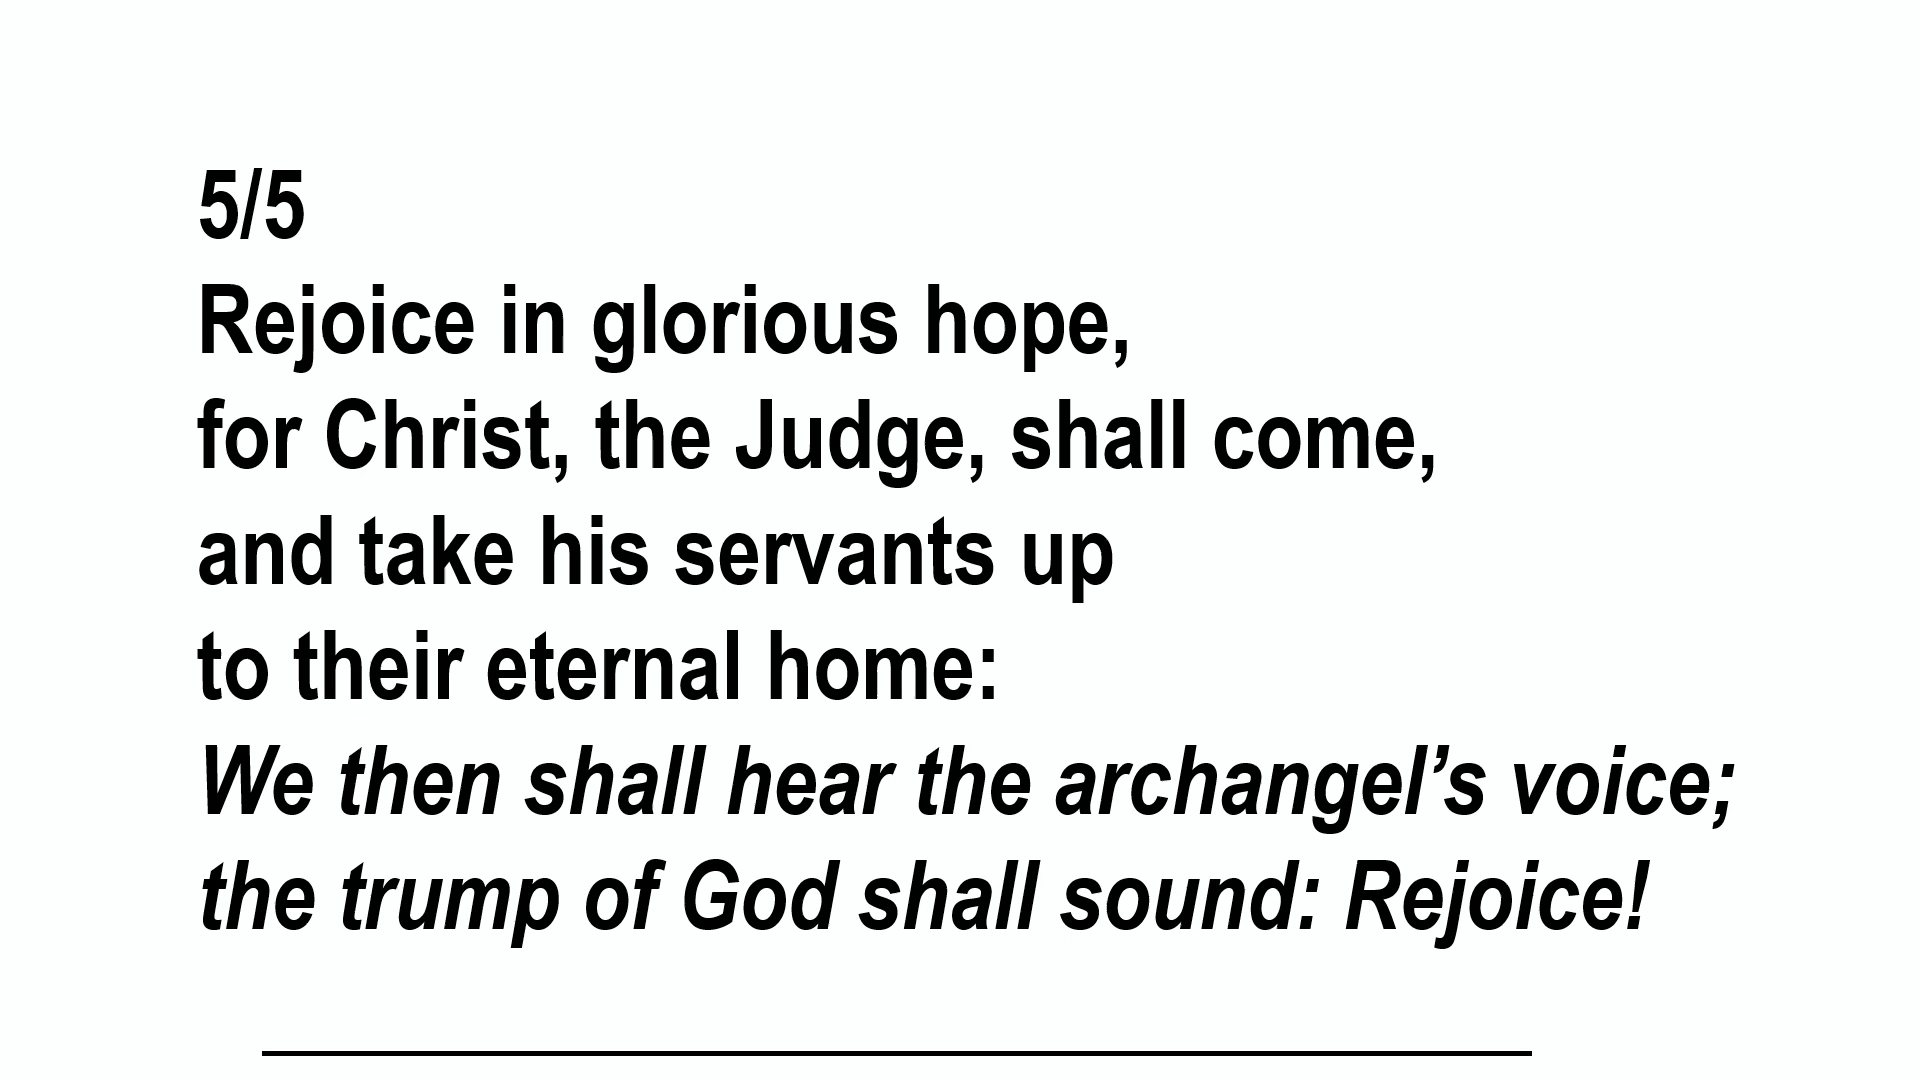 5/5
Rejoice in glorious hope,
for Christ, the Judge, shall come,
and take his servants up
to their eternal home:
We then shall hear the archangel’s voice;
the trump of God shall sound: Rejoice!